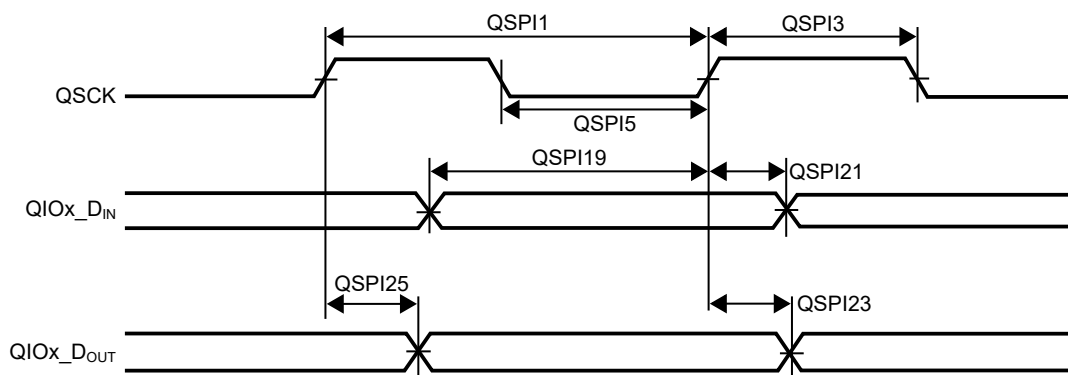 QSPI1
QSPI3
QSCK
QSPI5
QSPI19
QSPI21
QIOx_DIN
QSPI25
QSPI23
QIOx_DOUT